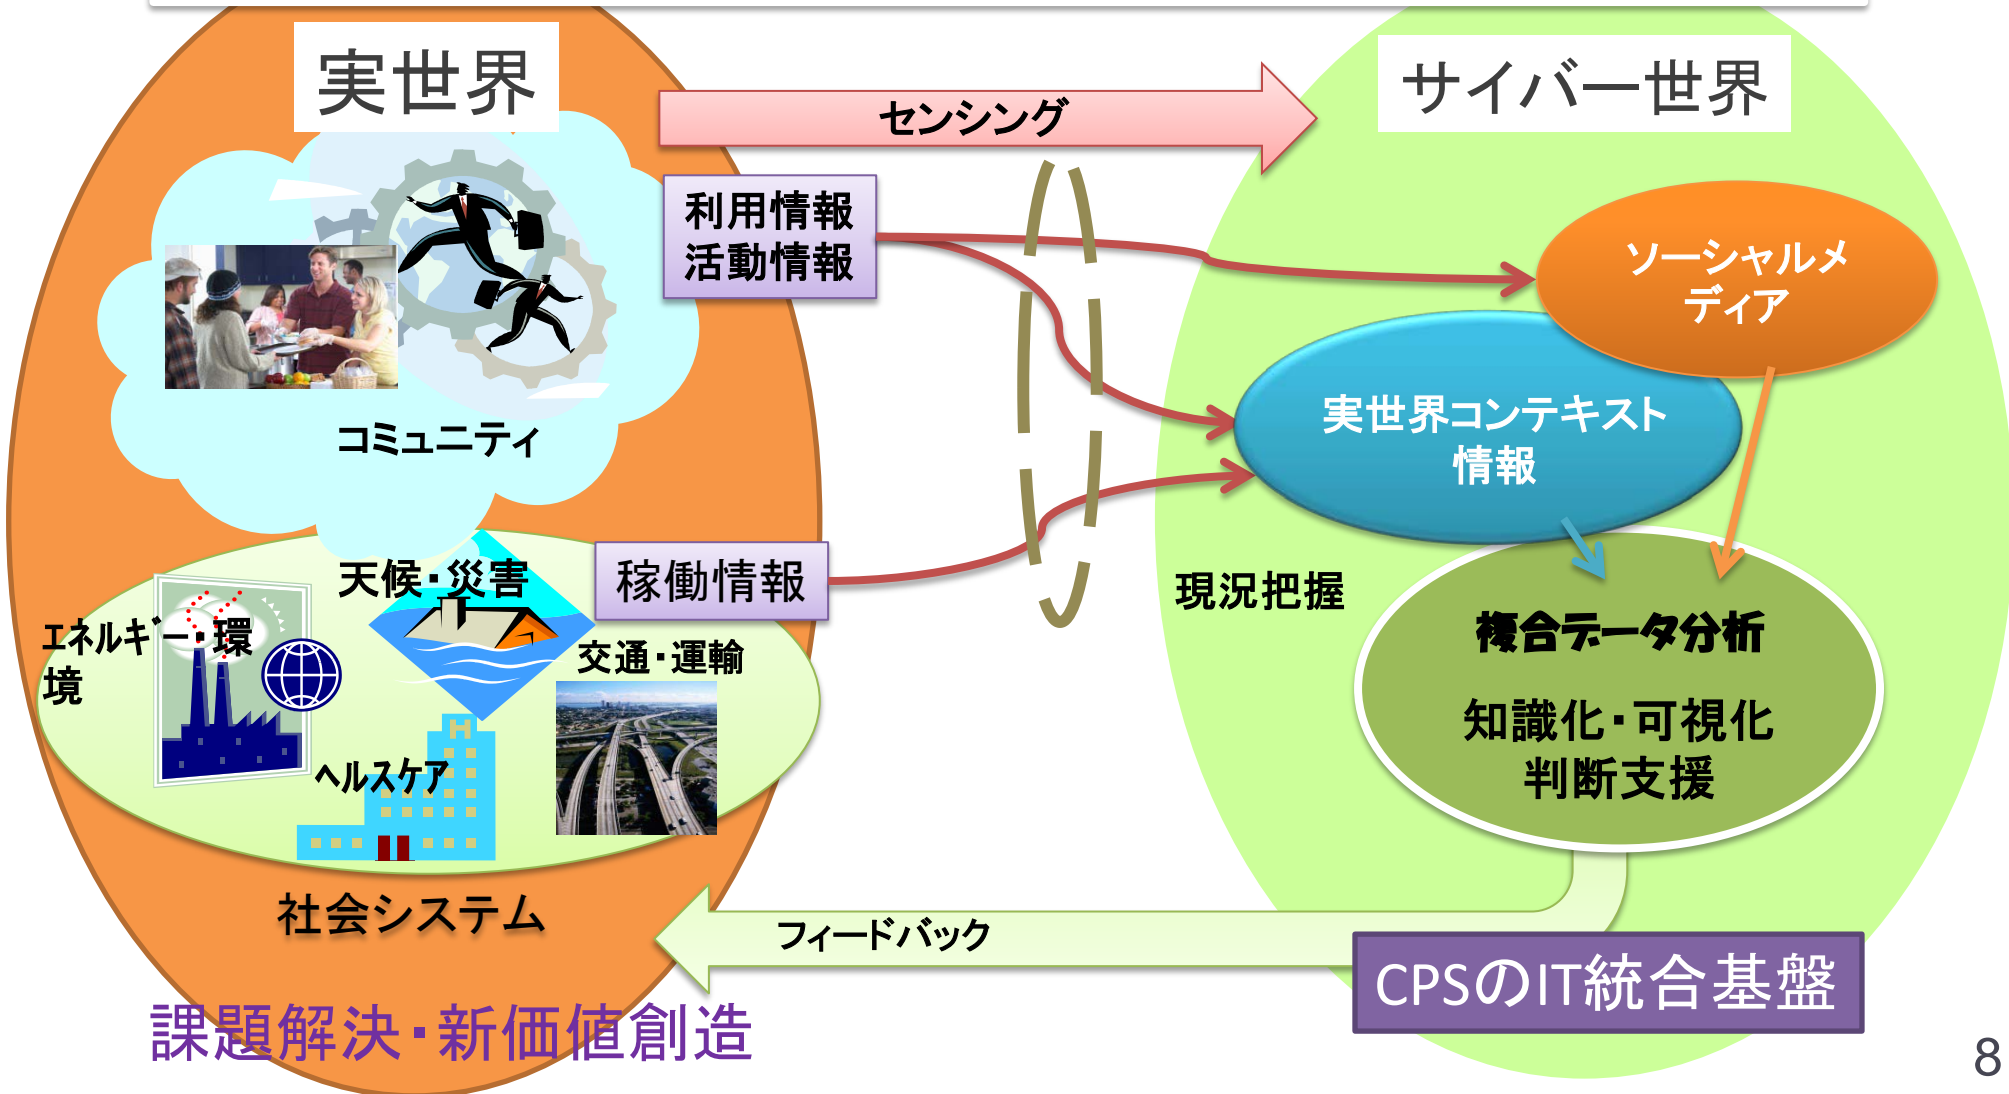 実世界
サイバー世界
センシング
利用情報
活動情報
ソーシャルメ
ディア
実世界コンテキスト
情報
コミュニティ
天候・災害
稼働情報
現況把握
エネルギー・環
境
交通・運輸
複合データ分析
知識化・可視化
判断支援
ヘルスケア
社会システム
フィードバック
CPSのIT統合基盤
課題解決・新価値創造
8